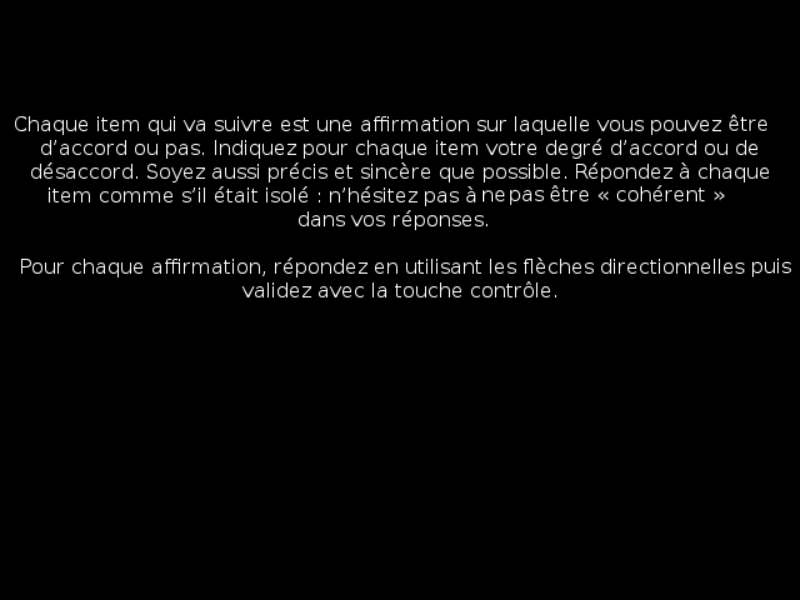 Chaque item qui va suivre est une affirmation sur laquelle vous pouvez être
d’accord ou pas. Indiquez pour chaque item votre degré d’accord ou de
désaccord. Soyez aussi précis et sincère que possible. Répondez à chaque
item comme s’il était isolé : n’hésitez pas à ne pas être « cohérent »
dans vos réponses.
Pour chaque affirmation, répondez en utilisant les flèches directionnelles puis
validez avec la touche contrôle.